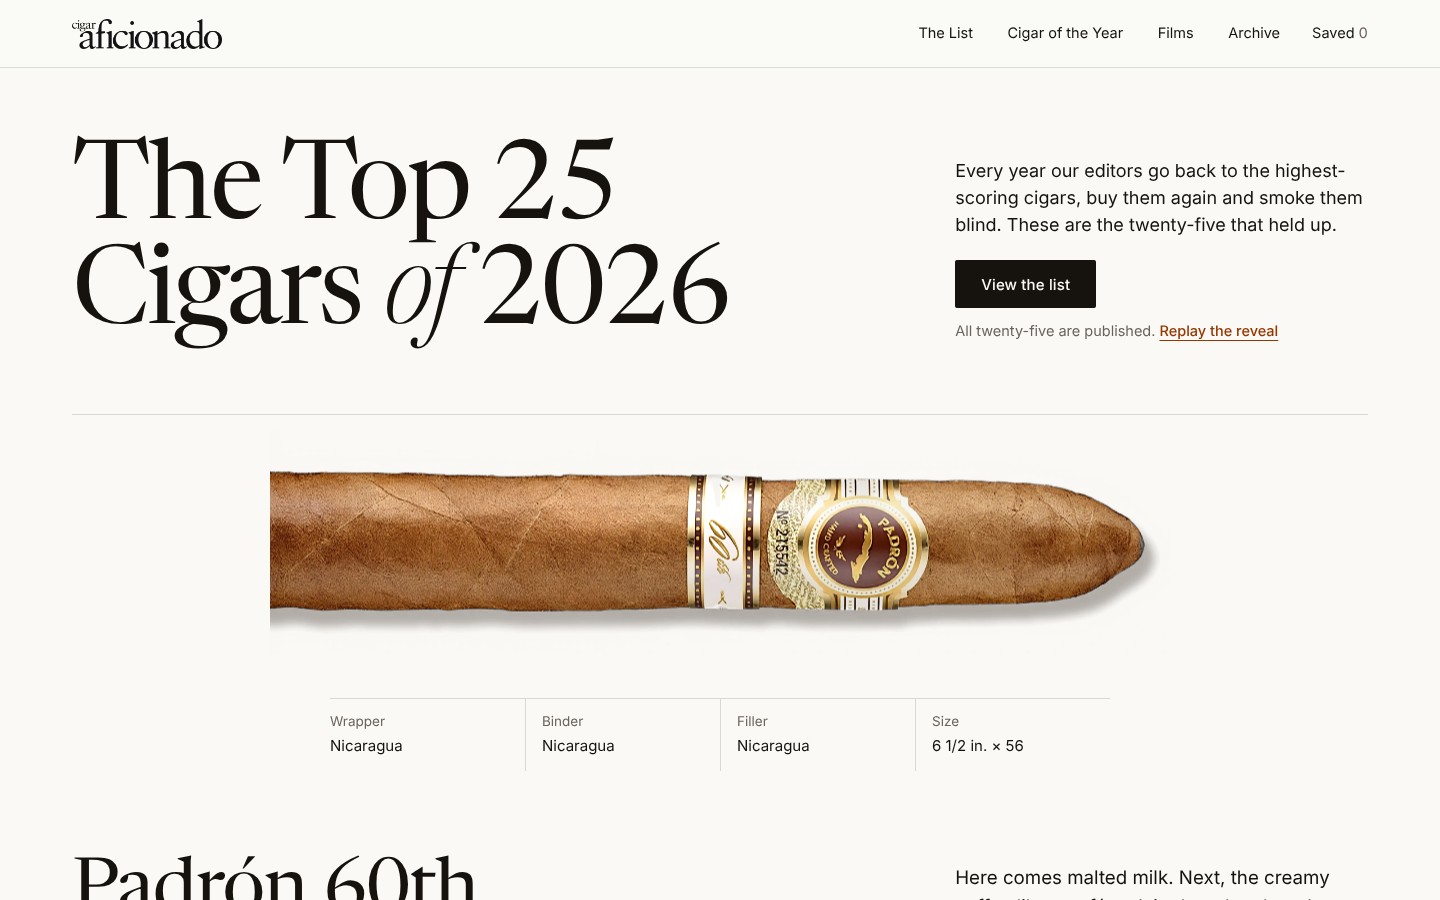 cigar
aficionado
The List
Cigar of the Year
Films
Archive
Saved 0
The Top 25
Cigars of 2026
Every year our editors go back to the highest-
scoring cigars, buy them again and smoke them
blind. These are the twenty-five that held up.
View the list
All twenty-five are published. Replay the reveal
60
Nº 215542
PADRÓN
Wrapper
Nicaragua
Binder
Nicaragua
Filler
Nicaragua
Size
6 1/2 in. × 56
Padrón 60th
Here comes malted milk. Next, the creamy